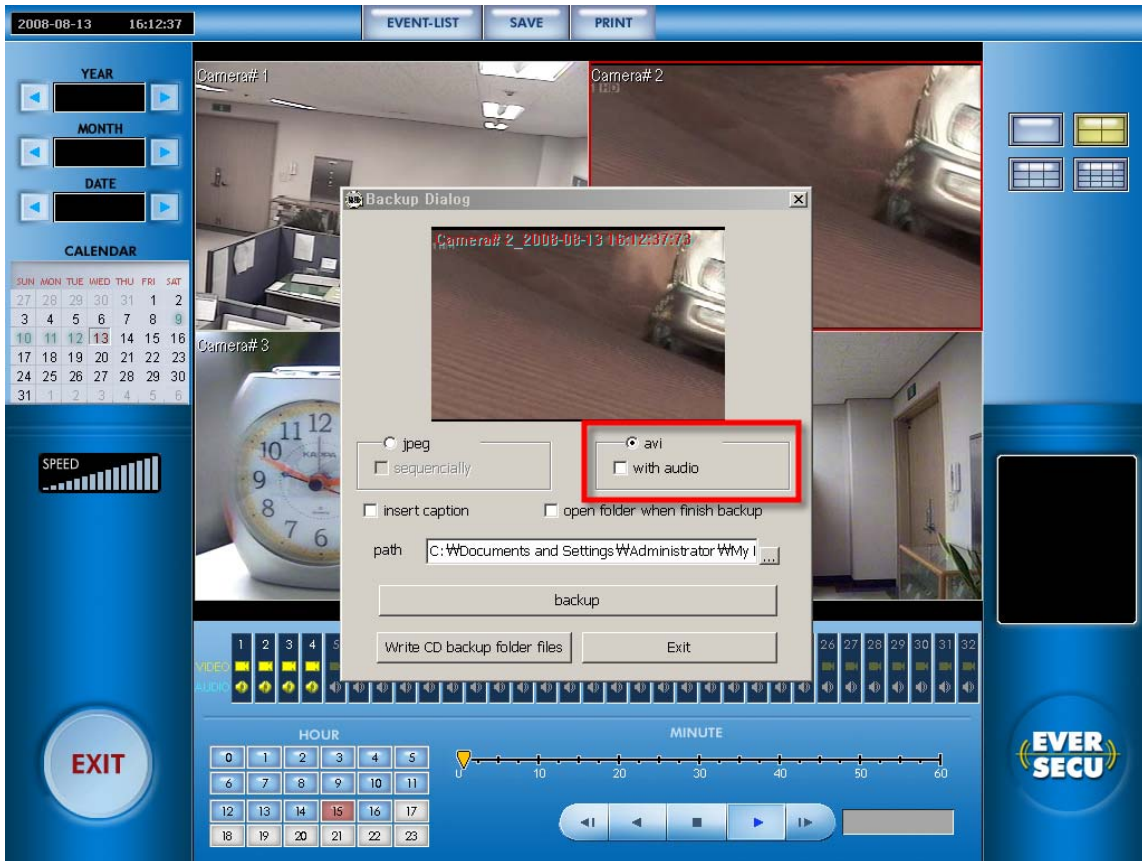 2008-08-13 16:12:37
EVENT-LIST SAVE PRINT
YEAR
MONTH
DATE
CALENDAR
SUN MON TUE WED THU FRI SAT
27 28 29 30 31 1 2
3 4 5 6 7 8 9
10 11 12 13 14 15 16
17 18 19 20 21 22 23
24 25 26 27 28 29 30
31 1 2 3 4 5 6
SPEED
EXIT
Camera# 1
Camera# 2
Camera# 3
11 12
10
9
8
7 6
Backup Dialog
Camera# 2_2008-08-13 16:12:37:73
jpeg
sequencially
avi
with audio
insert caption
open folder when finish backup
path C:₩Documents and Settings₩Administrator₩My I ...
backup
Write CD backup folder files Exit
1 2 3 4 5 26 27 28 29 30 31 32
VIDEO
AUDIO
HOUR
0 1 2 3 4 5
6 7 8 9 10 11
12 13 14 15 16 17
18 19 20 21 22 23
MINUTE
0 10 20 30 40 50 60
EVER
SECU